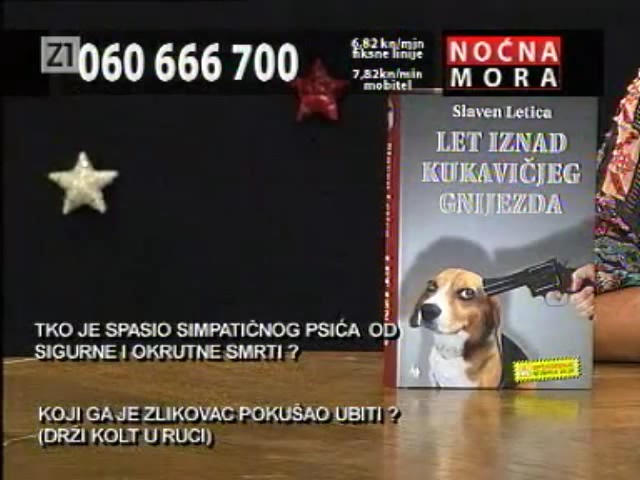 Z1
060 666 700
6,82 kn/min
fiksne linije
7,82kn/min
mobitel
NOĆNA
MORA
Slaven Letica
LET IZNAD
KUKAVIČJEG
GNIJEZDA
Slaven Letica
TKO JE SPASIO SIMPATIČNOG PSIĆA OD
SIGURNE I OKRUTNE SMRTI ?
KOJI GA JE ZLIKOVAC POKUŠAO UBITI ?
(DRŽI KOLT U RUCI)